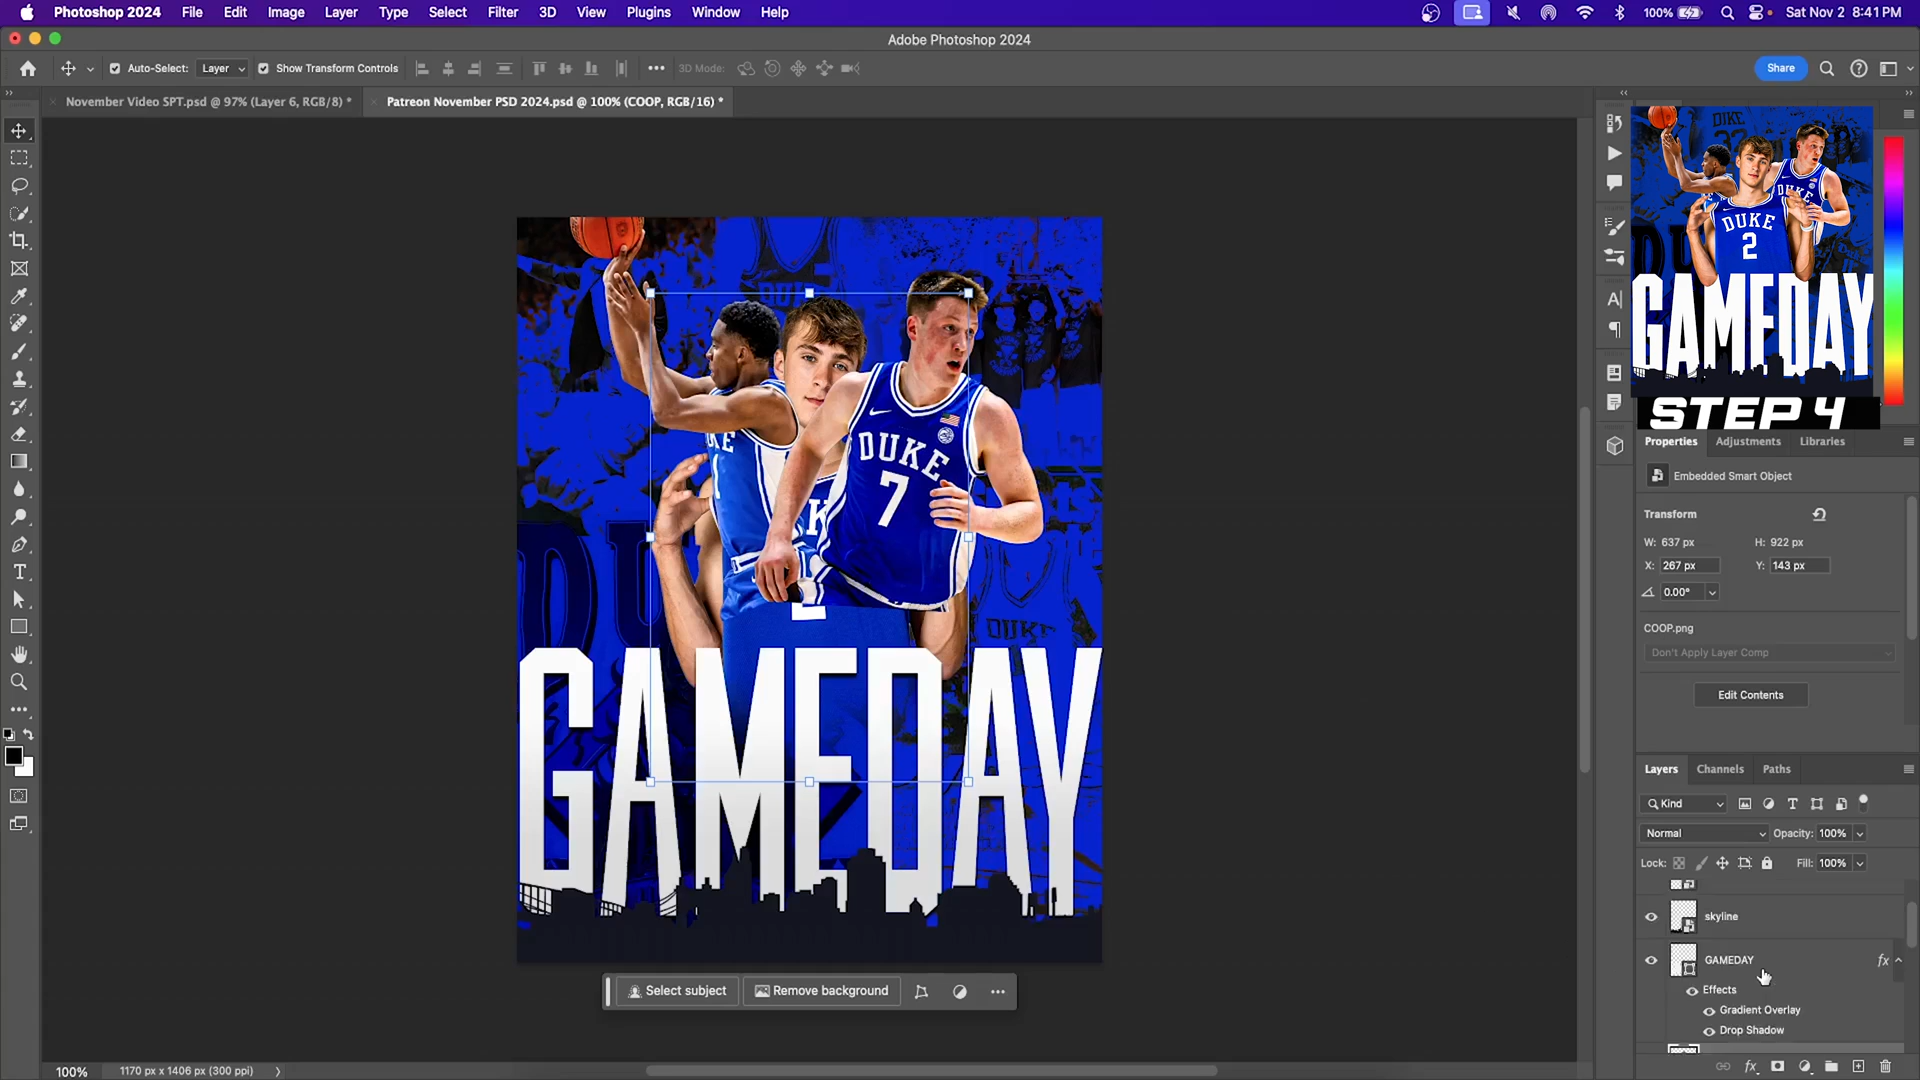 Photoshop 2024 File Edit Image Layer Type Select Filter 3D View Plugins Window Help 100% Sat Nov 2 8:41 PM
Adobe Photoshop 2024
Auto-Select: Layer Show Transform Controls 3D Mode: Share
November Video SPT.psd @ 97% (Layer 6, RGB/8) * Patreon November PSD 2024.psd @ 100% (COOP, RGB/16) *
DUKE
DUKE
2
GAMEDAY
STEP 4
DUKE
7
DUKE
GAMEDAY
Properties Adjustments Libraries
Embedded Smart Object
Transform
W: 637 px H: 922 px
X: 267 px Y: 143 px
0.00°
COOP.png
Don't Apply Layer Comp
Edit Contents
Layers Channels Paths
Kind
Normal Opacity: 100%
Lock: Fill: 100%
skyline
GAMEDAY fx
Effects
Gradient Overlay
Drop Shadow
Select subject Remove background
100% 1170 px x 1406 px (300 ppi)
fx